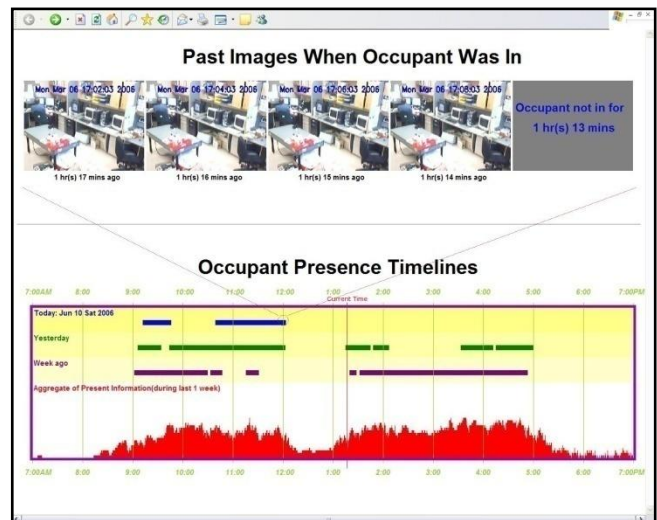 Past Images When Occupant Was In
Mon Mar 06 17:02:03 2006
Mon Mar 06 17:04:03 2006
Mon Mar 06 17:06:03 2006
Mon Mar 06 17:08:03 2006
Occupant not in for
1 hr(s) 13 mins
1 hr(s) 17 mins ago
1 hr(s) 16 mins ago
1 hr(s) 15 mins ago
1 hr(s) 14 mins ago
Occupant Presence Timelines
7:00AM 8:00 9:00 10:00 11:00 12:00 1:00 2:00 3:00 4:00 5:00 6:00 7:00PM
Current Time
Today: Jun 10 Sat 2006
Yesterday
Week ago
Aggregate of Present Information(during last 1 week)
7:00AM 8:00 9:00 10:00 11:00 12:00 1:00 2:00 3:00 4:00 5:00 6:00 7:00PM